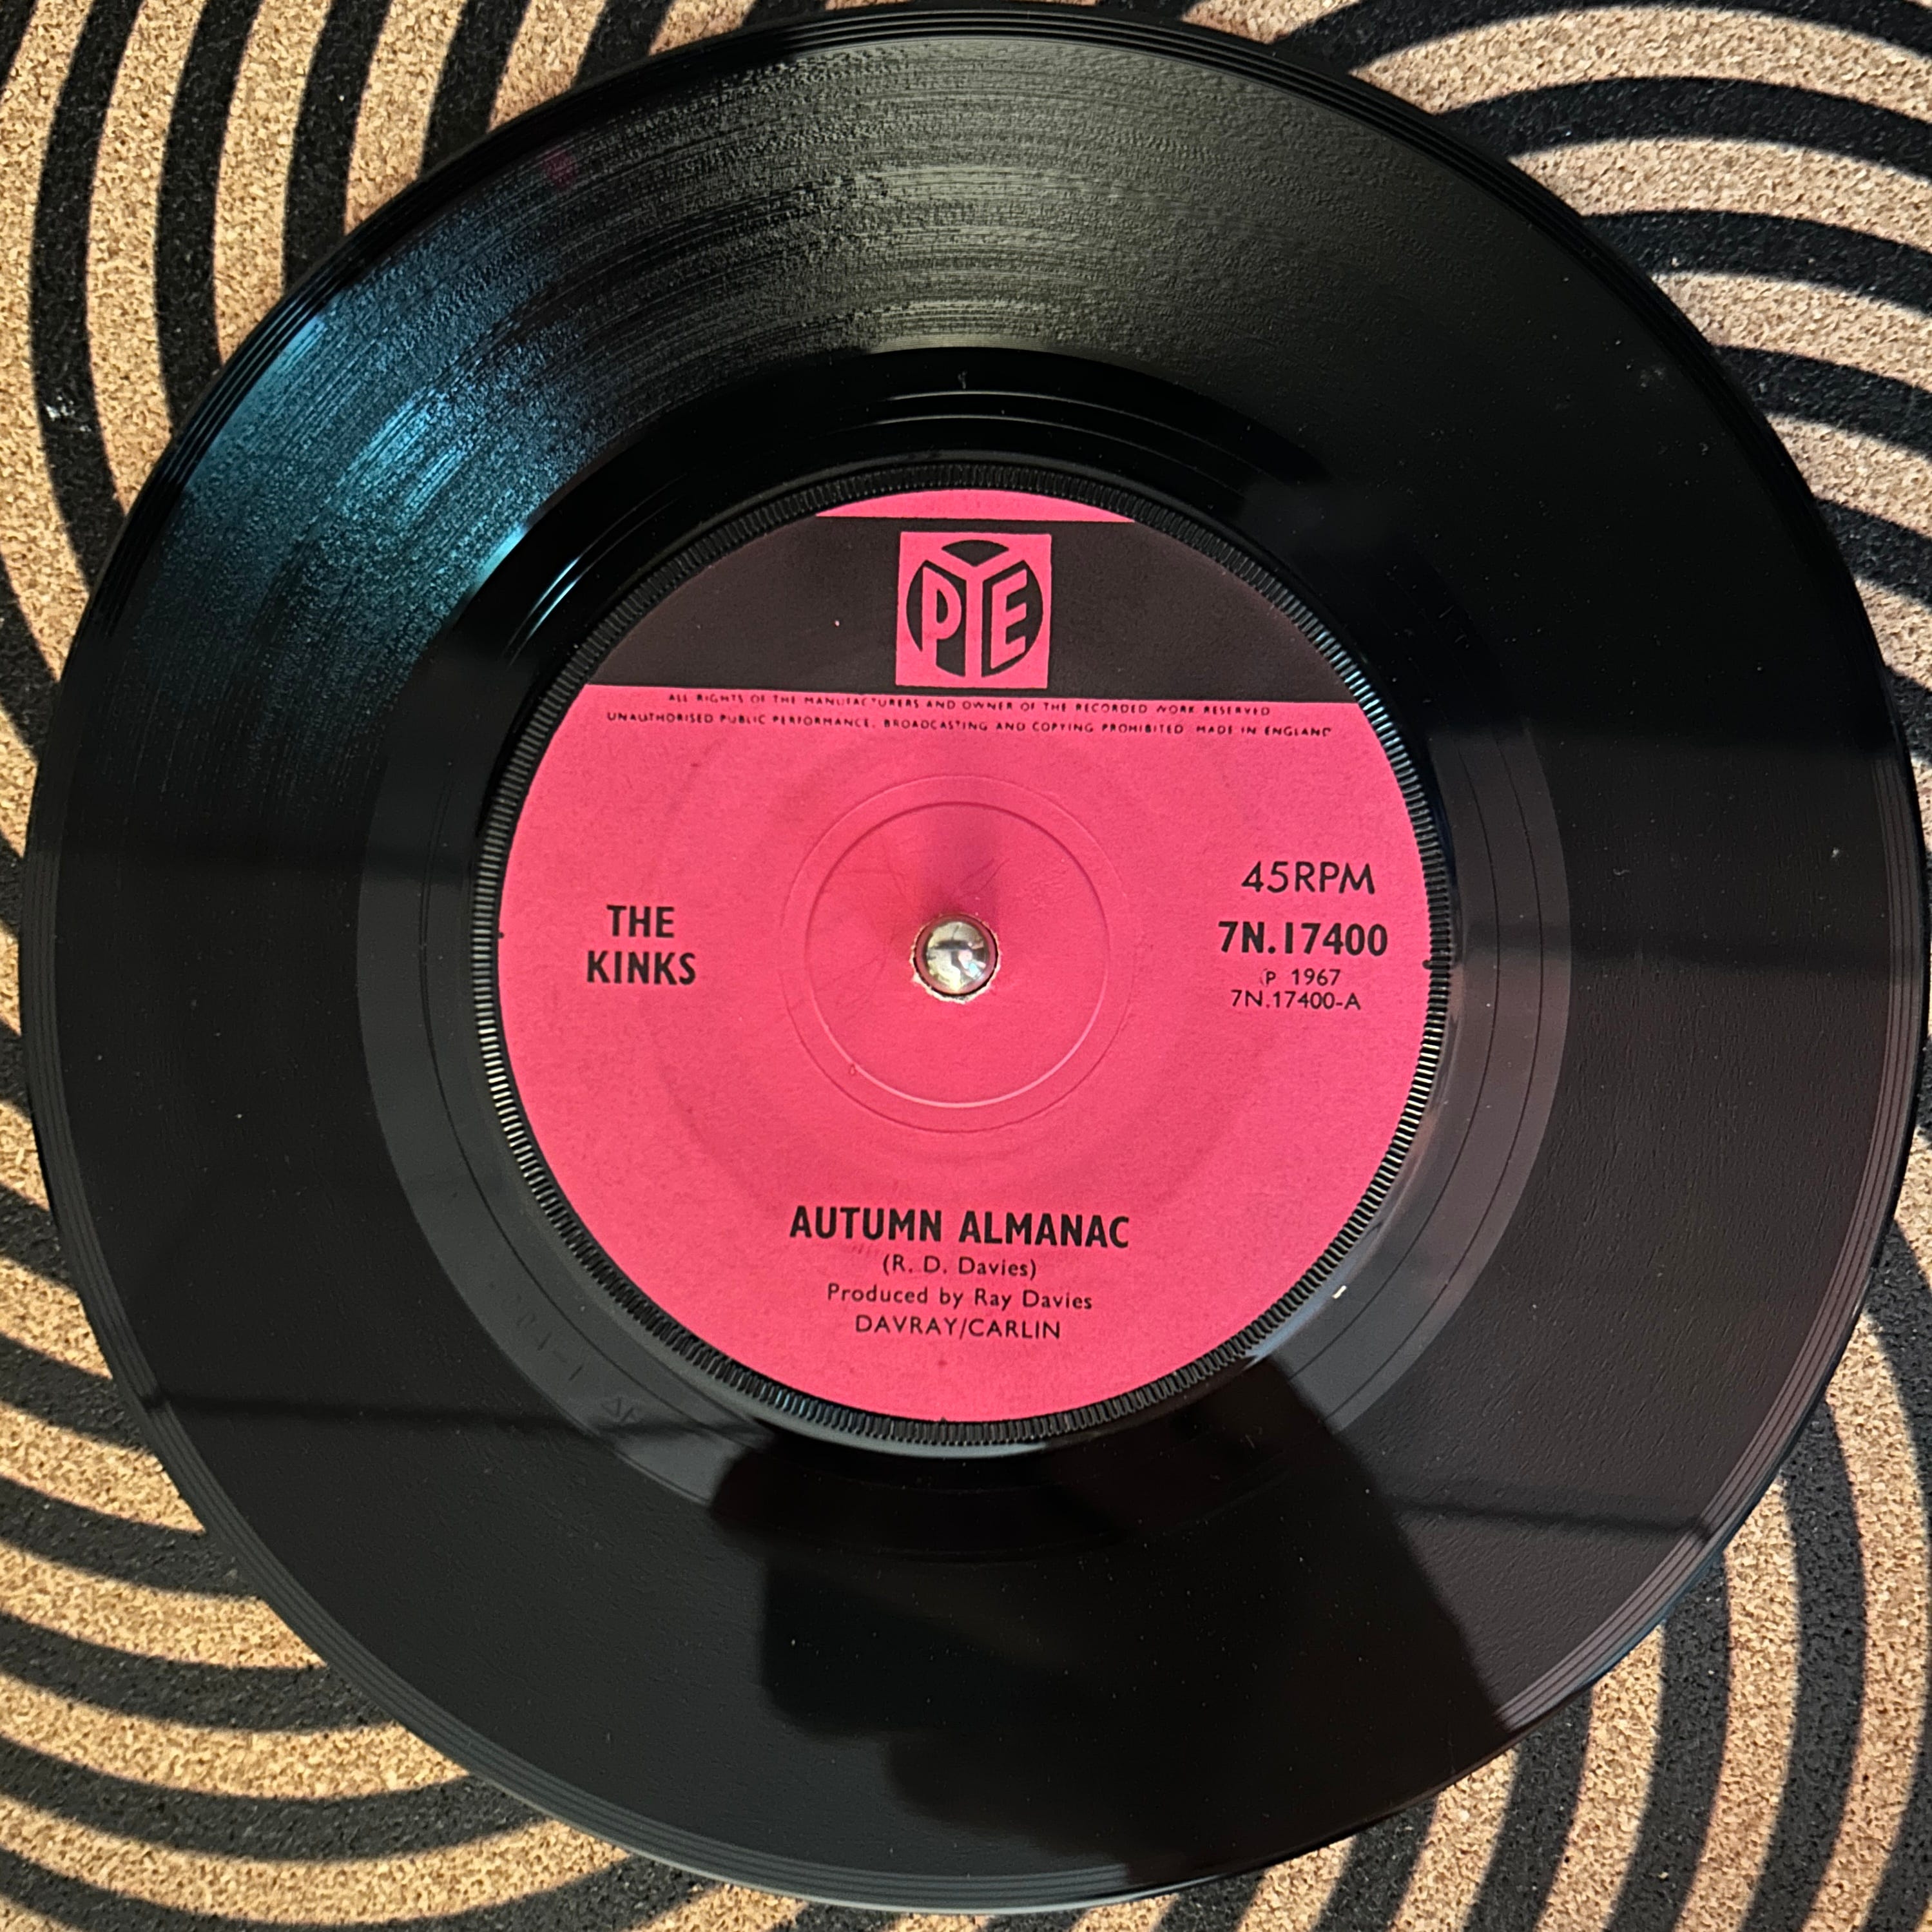 PYE
ALL RIGHTS OF THE MANUFACTURERS AND OWNER OF THE RECORDED WORK RESERVED
UNAUTHORISED PUBLIC PERFORMANCE, BROADCASTING AND COPYING PROHIBITED. MADE IN ENGLAND
45RPM
THE
KINKS
7N.17400
℗ 1967
7N.17400-A
AUTUMN ALMANAC
(R. D. Davies)
Produced by Ray Davies
DAVRAY/CARLIN